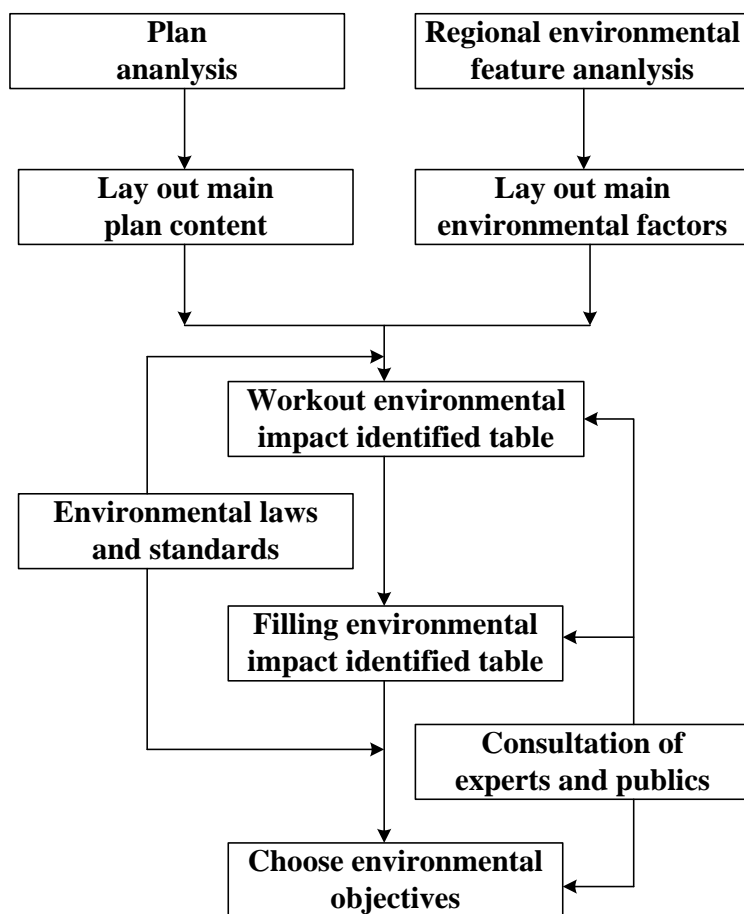 Plan
ananlysis
Regional environmental
feature ananlysis
Lay out main
plan content
Lay out main
environmental factors
Workout environmental
impact identified table
Environmental laws
and standards
Filling environmental
impact identified table
Consultation of
experts and publics
Choose environmental
objectives